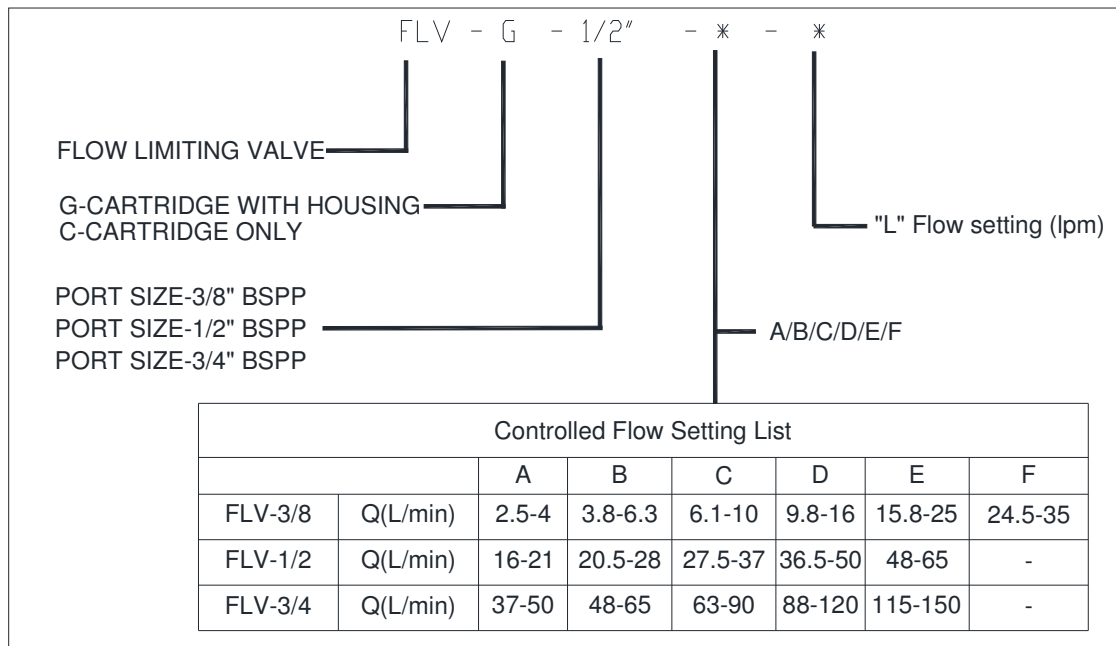 FLV - G - 1/2" - * - *
FLOW LIMITING VALVE
G-CARTRIDGE WITH HOUSING
C-CARTRIDGE ONLY
"L" Flow setting (lpm)
PORT SIZE-3/8" BSPP
PORT SIZE-1/2" BSPP
PORT SIZE-3/4" BSPP
A/B/C/D/E/F
Controlled Flow Setting List
A B C D E F
FLV-3/8 Q(L/min) 2.5-4 3.8-6.3 6.1-10 9.8-16 15.8-25 24.5-35
FLV-1/2 Q(L/min) 16-21 20.5-28 27.5-37 36.5-50 48-65 -
FLV-3/4 Q(L/min) 37-50 48-65 63-90 88-120 115-150 -